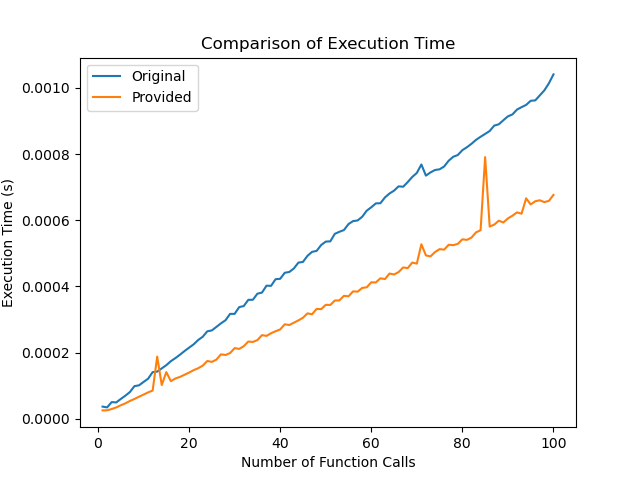 Comparison of Execution Time
Original
Provided
Execution Time (s)
0.0010
0.0008
0.0006
0.0004
0.0002
0.0000
0
20
40
60
80
100
Number of Function Calls